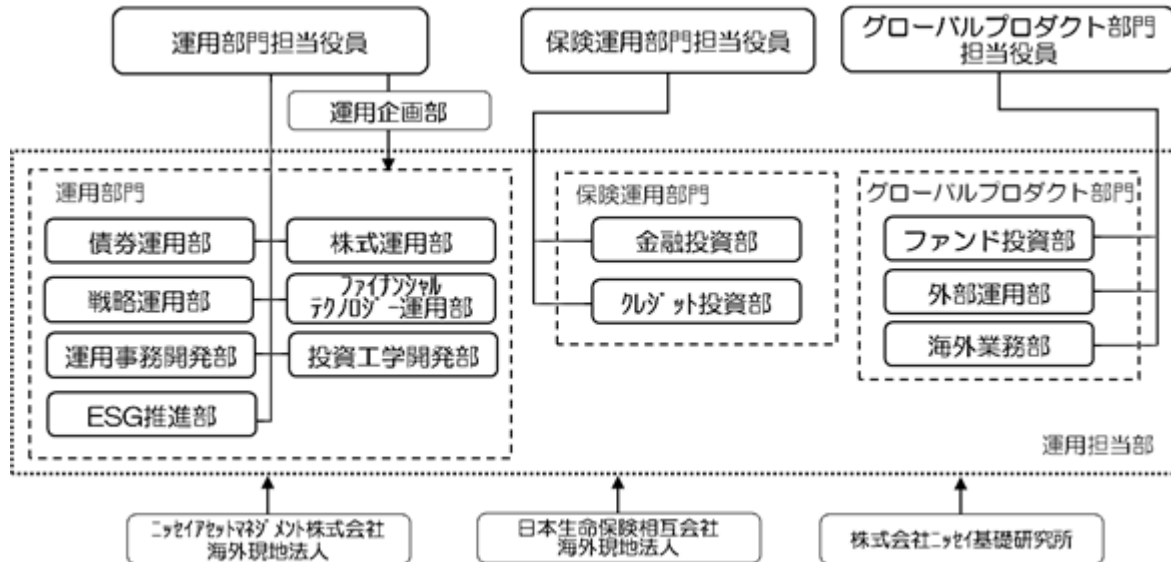 運用部門担当役員
保険運用部門担当役員
グローバルプロダクト部門
担当役員
運用企画部
運用部門
債券運用部
株式運用部
戦略運用部
ファイナンシャル
テクノロジー運用部
運用事務開発部
投資工学開発部
ESG推進部
保険運用部門
金融投資部
クレジット投資部
グローバルプロダクト部門
ファンド投資部
外部運用部
海外業務部
運用担当部
ニッセイアセットマネジメント株式会社
海外現地法人
日本生命保険相互会社
海外現地法人
株式会社ニッセイ基礎研究所